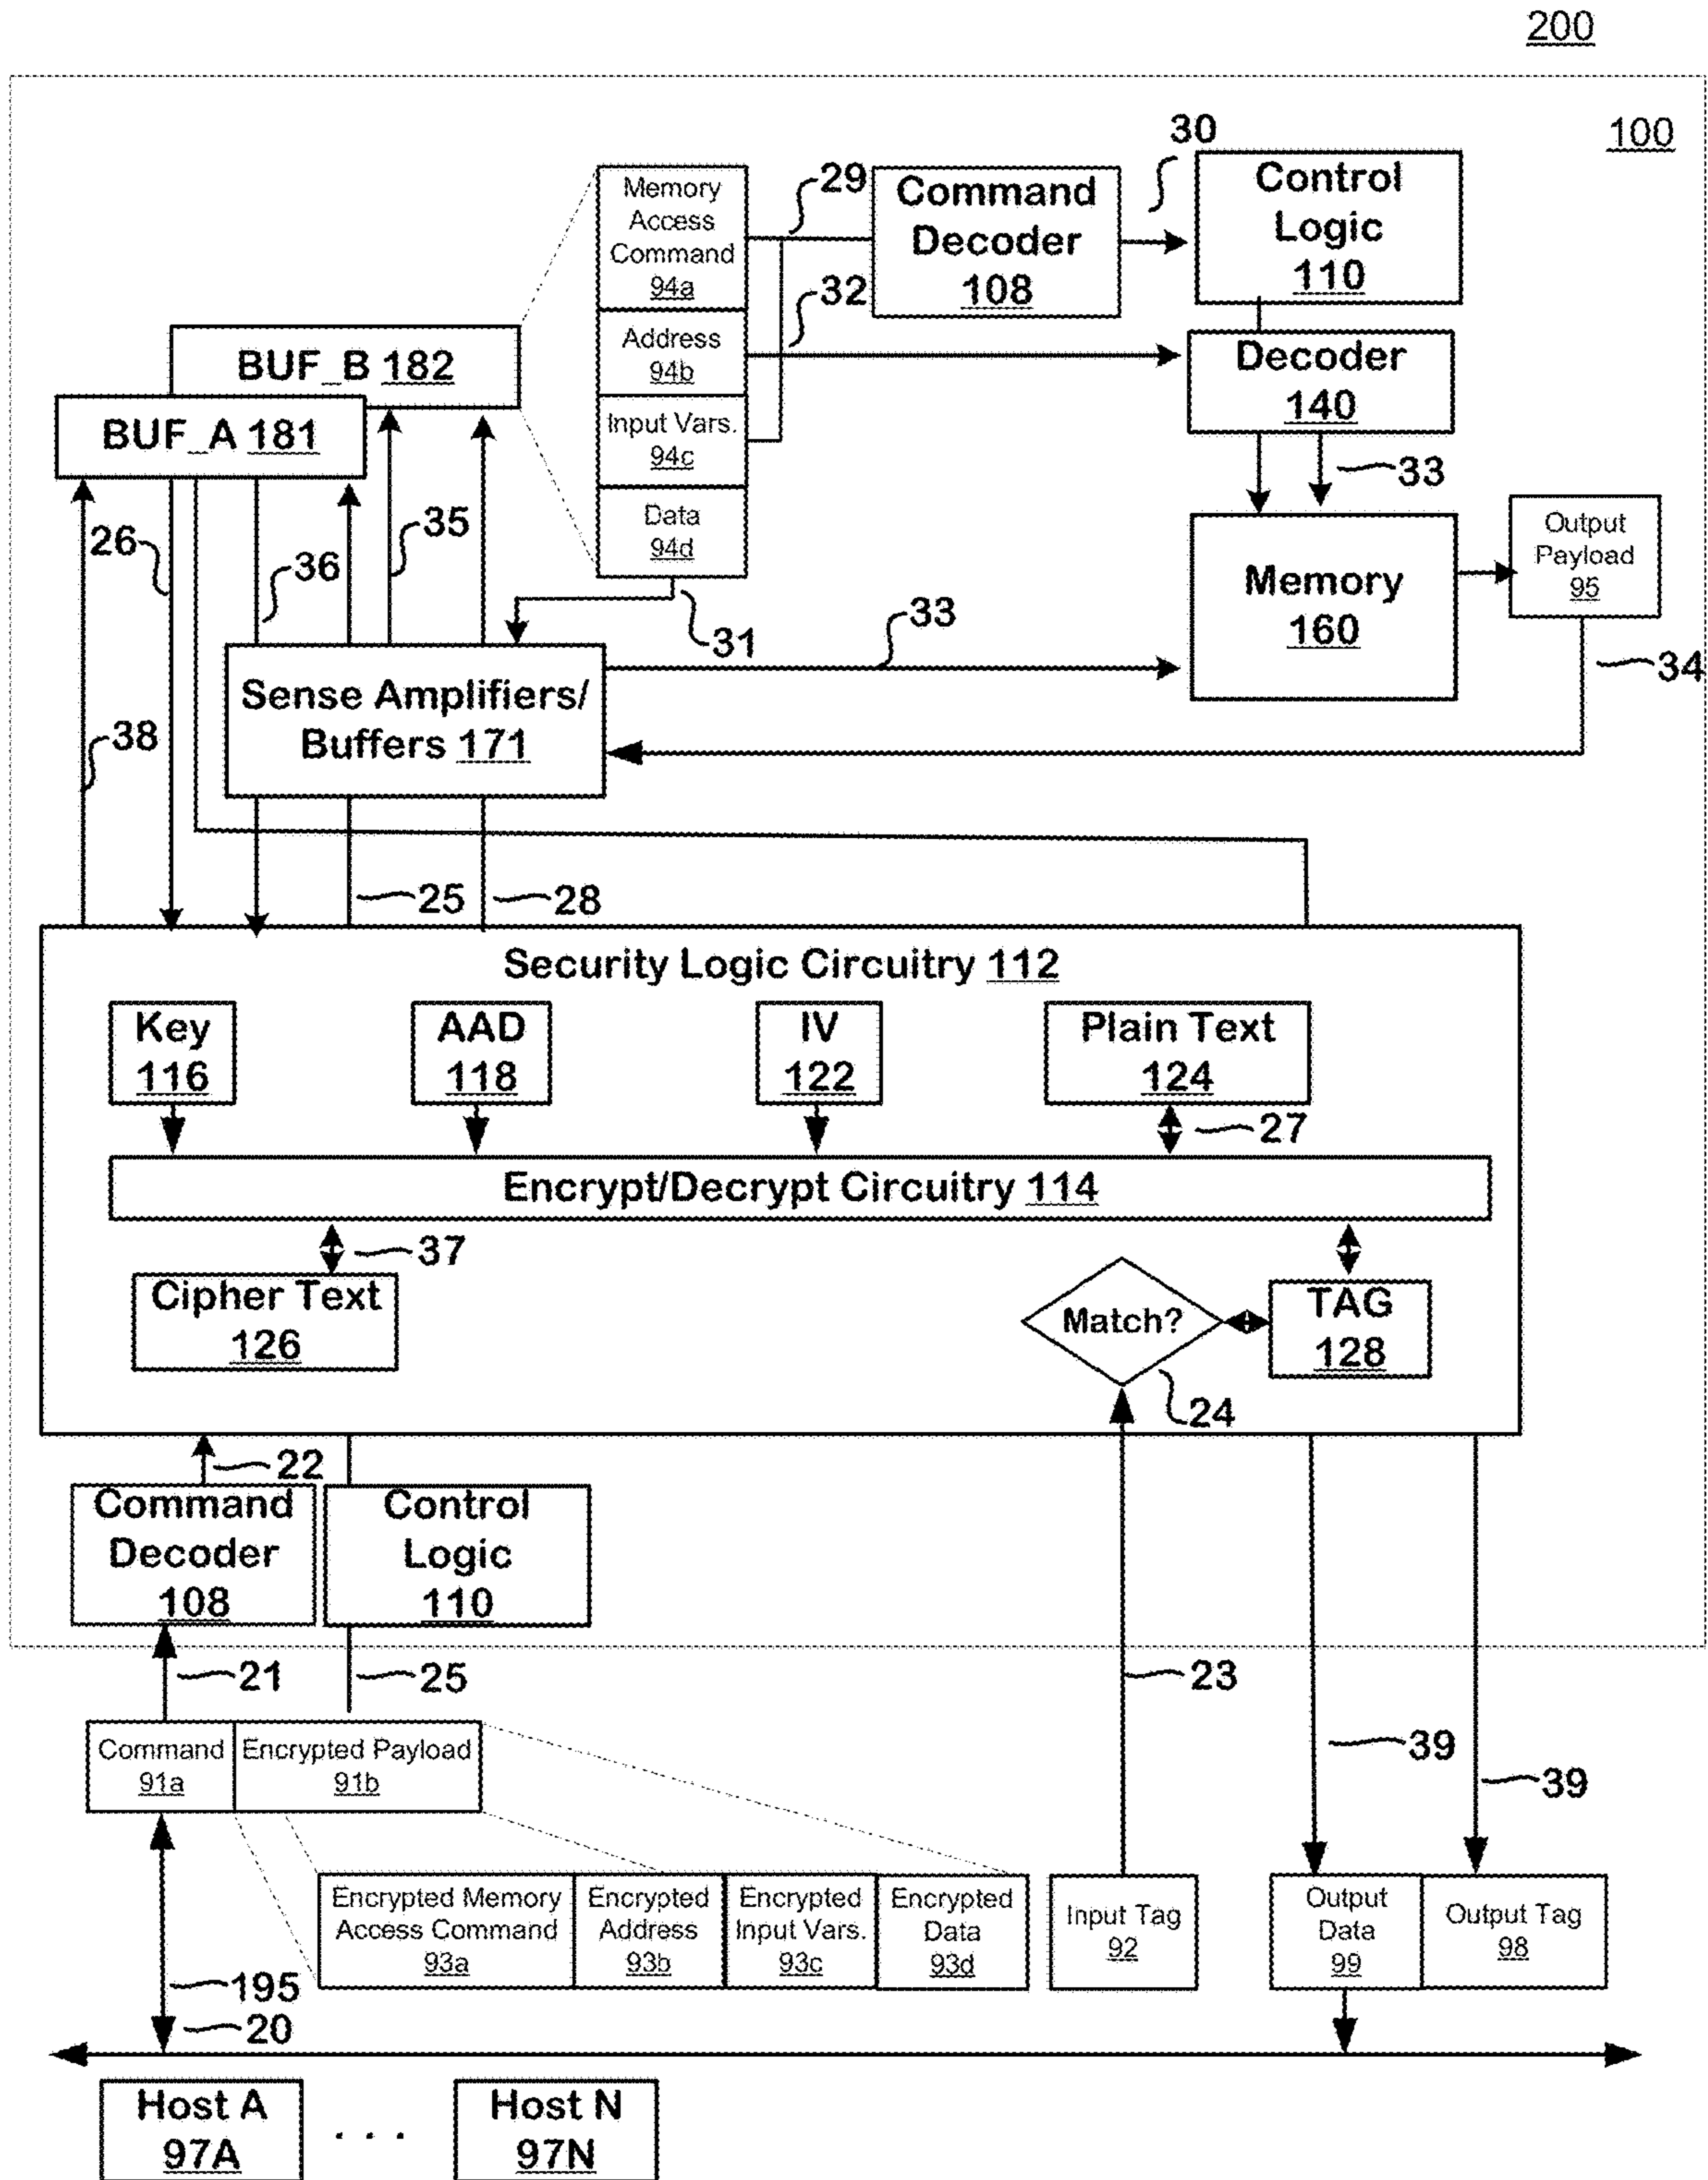 200
100
Memory
Access
Command
94a
Address
94b
Input Vars.
94c
Data
94d
29
32
Command
Decoder
108
30
Control
Logic
110
Decoder
140
33
BUF_B 182
BUF_A 181
26
36
35
31
33
Memory
160
Output
Payload
95
34
Sense Amplifiers/
Buffers 171
38
25
28
Security Logic Circuitry 112
Key
116
AAD
118
IV
122
Plain Text
124
27
Encrypt/Decrypt Circuitry 114
37
Cipher Text
126
Match?
TAG
128
24
22
Command
Decoder
108
Control
Logic
110
21
25
23
39
39
Command
91a
Encrypted Payload
91b
Encrypted Memory
Access Command
93a
Encrypted
Address
93b
Encrypted
Input Vars.
93c
Encrypted
Data
93d
Input Tag
92
Output
Data
99
Output Tag
98
195
20
Host A
97A
. . .
Host N
97N